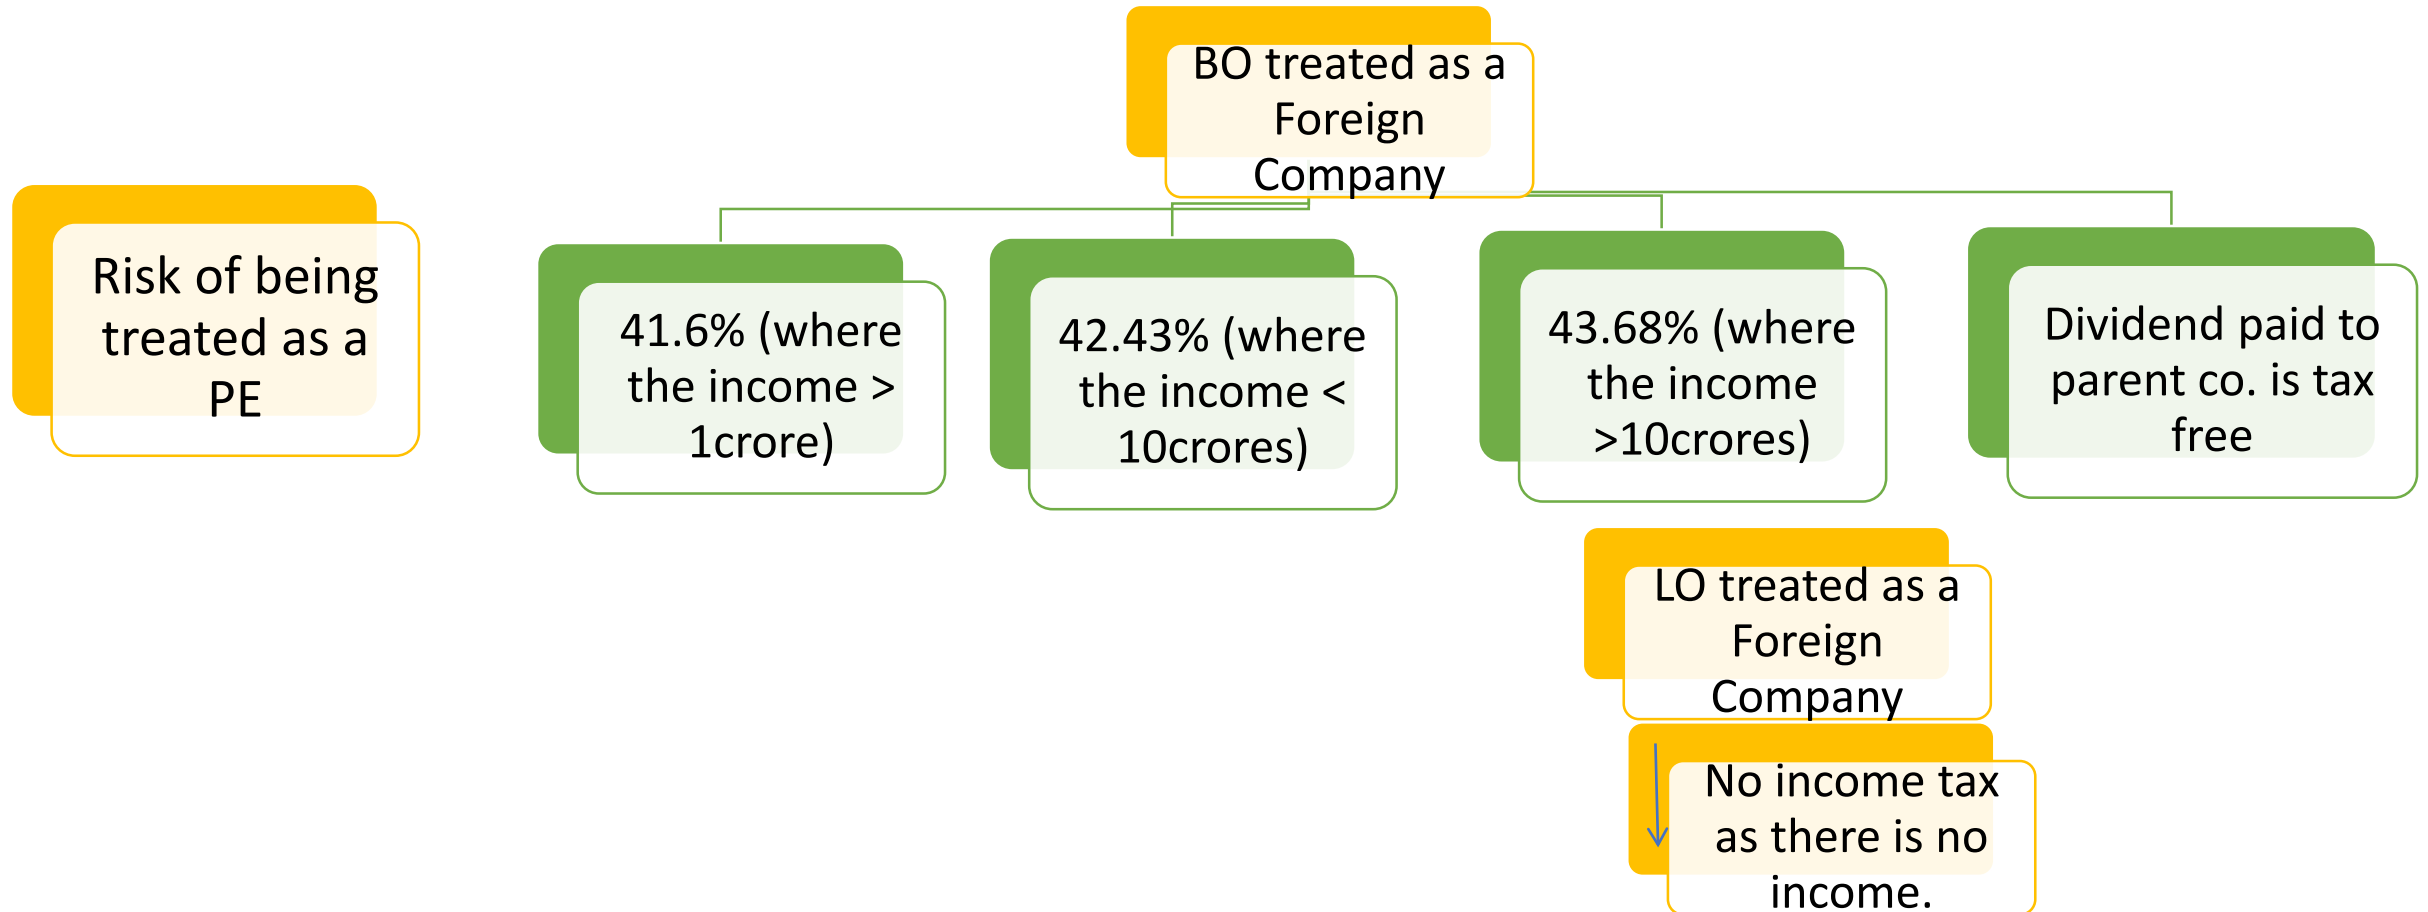 BO treated as a
Foreign
Company
Risk of being
treated as a
PE
41.6% (where
the income >
1crore)
42.43% (where
the income <
10crores)
43.68% (where
the income
>10crores)
Dividend paid to
parent co. is tax
free
LO treated as a
Foreign
Company
No income tax
as there is no
income.